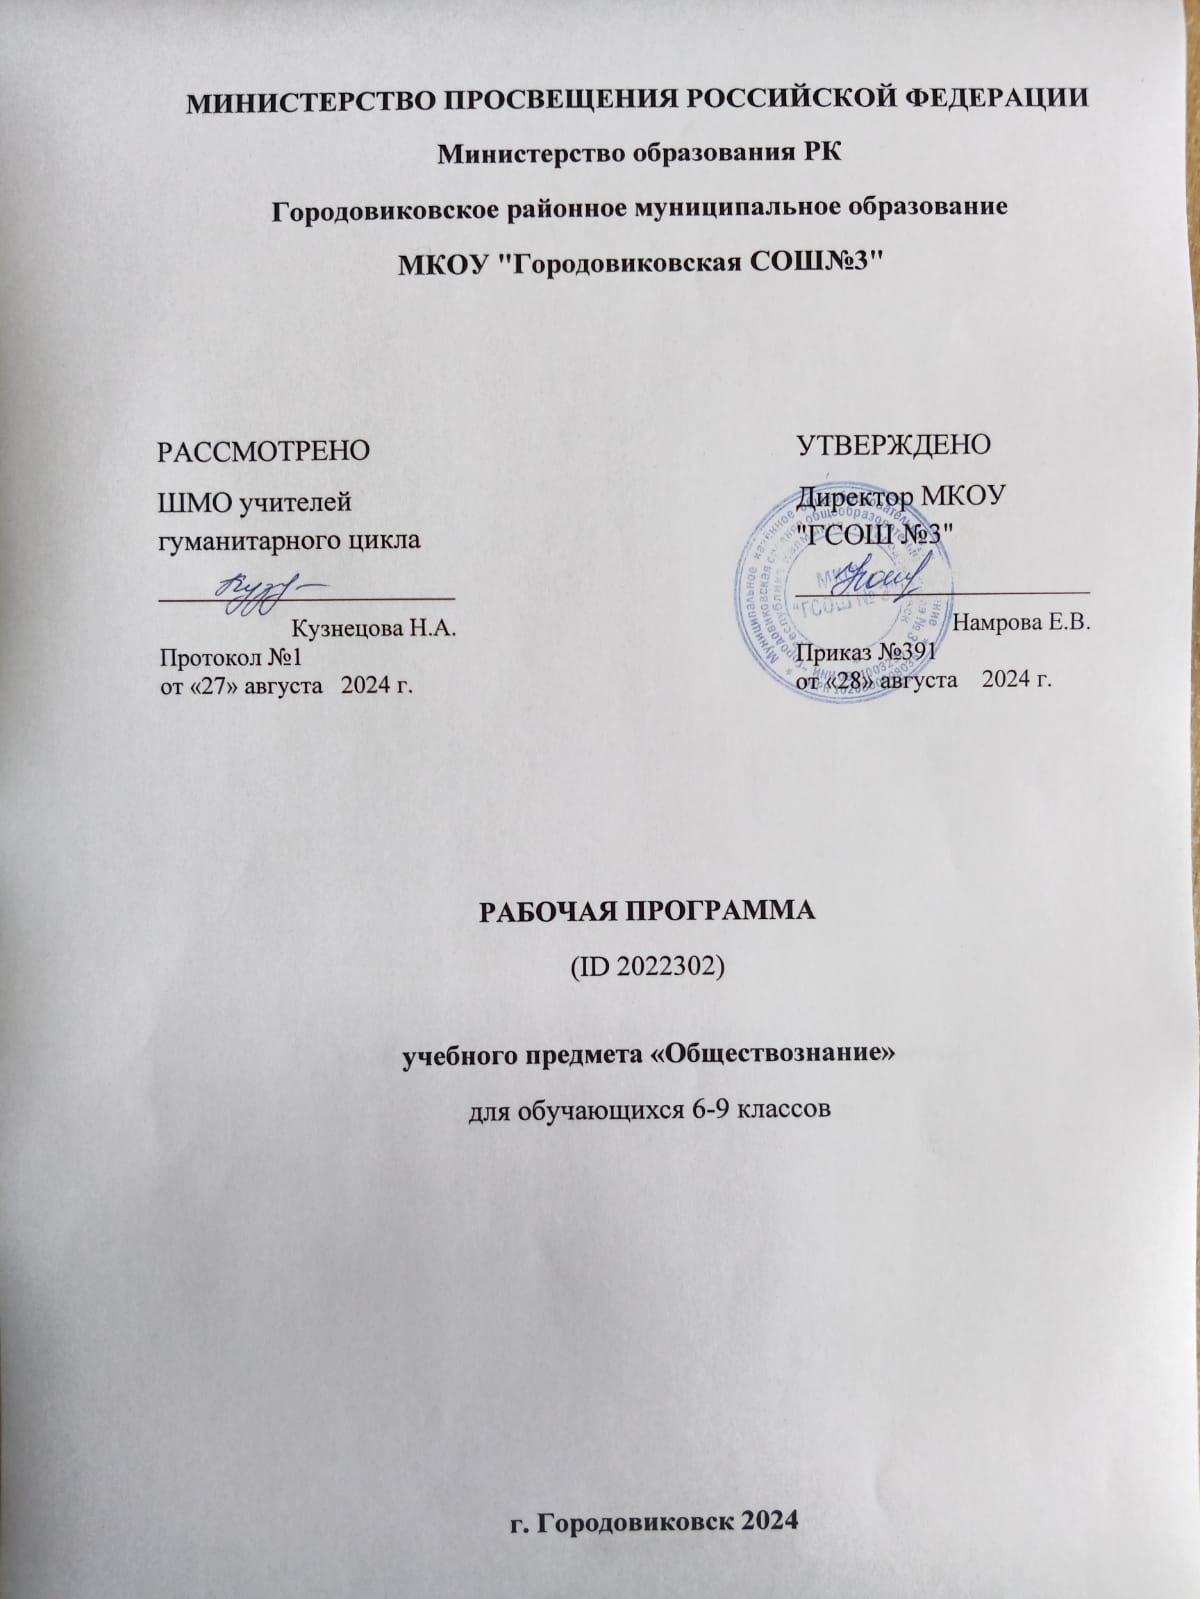 МИНИСТЕРСТВО ПРОСВЕЩЕНИЯ РОССИЙСКОЙ ФЕДЕРАЦИИ
Министерство образования РК
Городовиковское районное муниципальное образование
МКОУ "Городовиковская СОШ№3"
РАССМОТРЕНО
ШМО учителей
гуманитарного цикла
Кузнецова Н.А.
Протокол №1
от «27» августа 2024 г.
УТВЕРЖДЕНО
Директор МКОУ
"ГСОШ №3"
Намрова Е.В.
Приказ №391
от «28» августа 2024 г.
РАБОЧАЯ ПРОГРАММА
(ID 2022302)
учебного предмета «Обществознание»
для обучающихся 6-9 классов
г. Городовиковск 2024